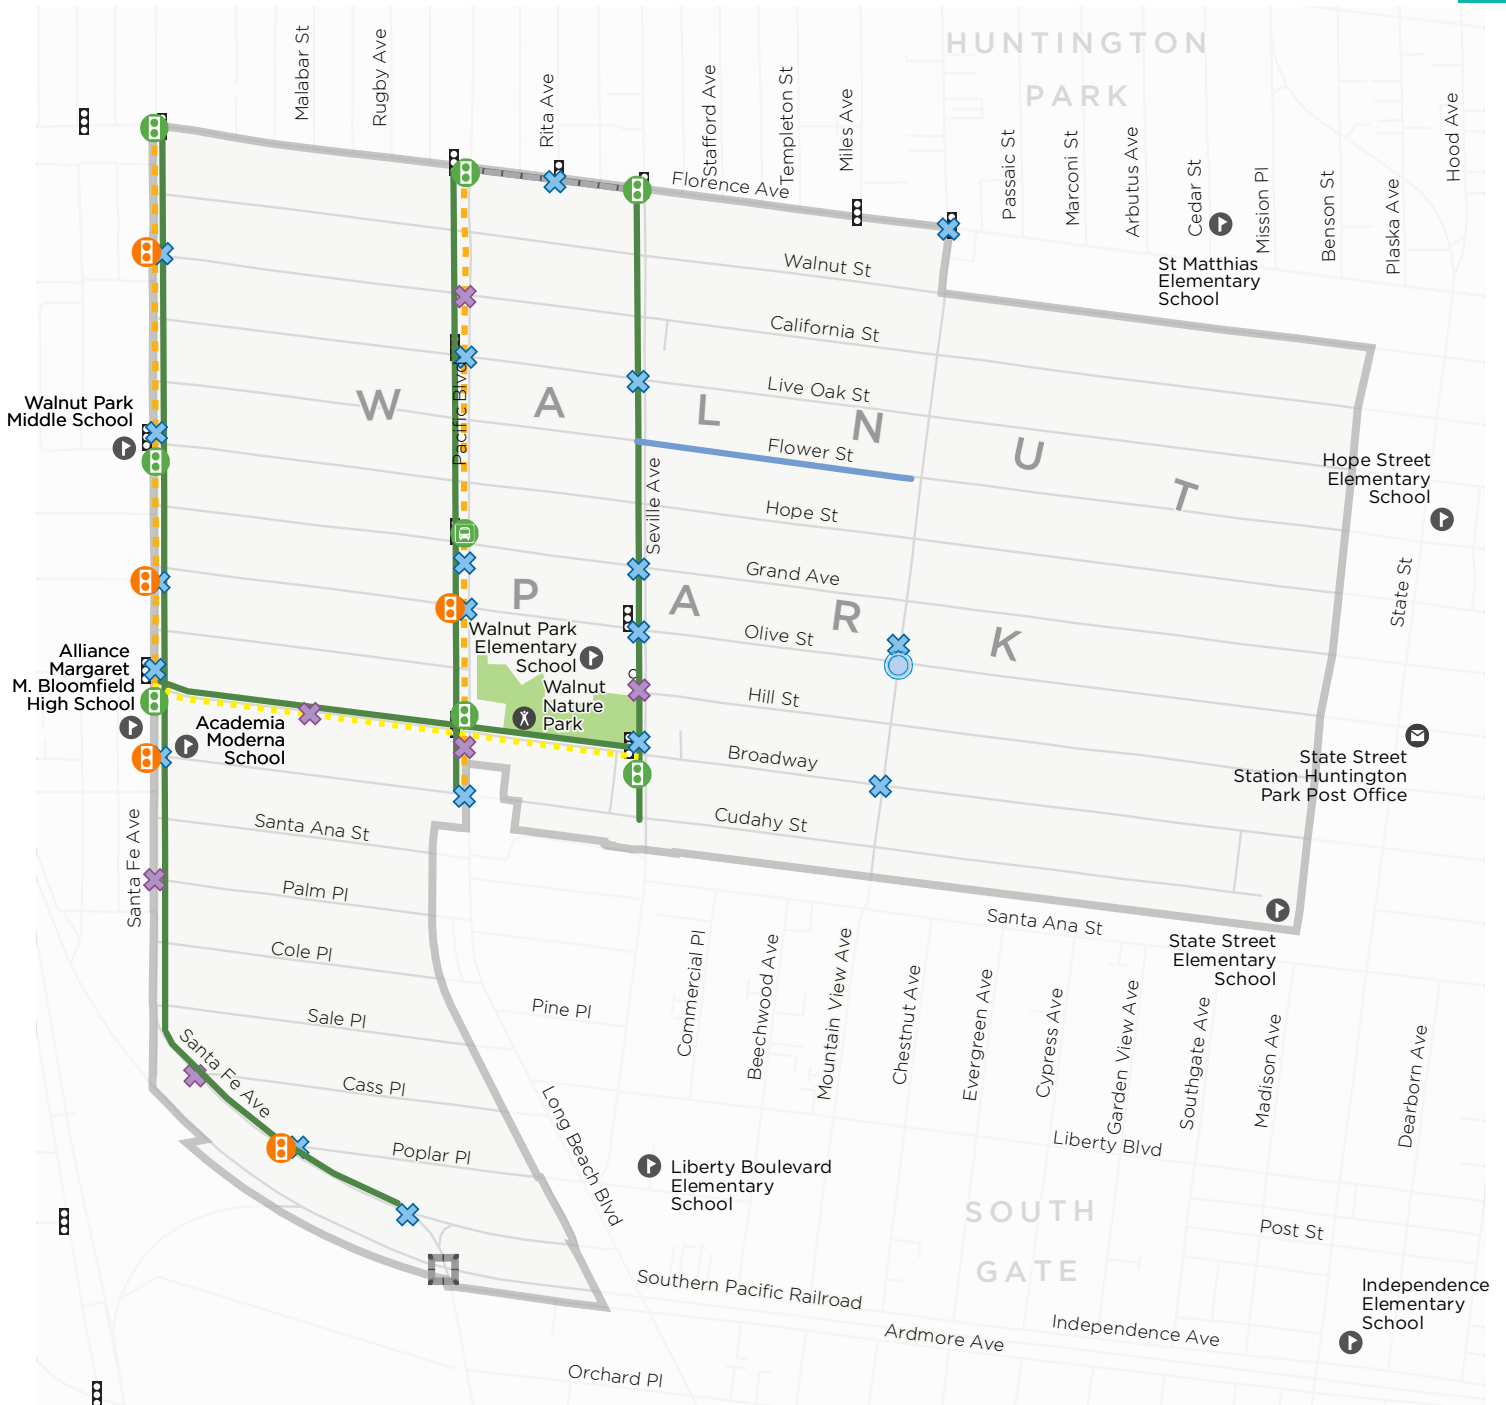 HUNTINGTON
PARK
Malabar St
Rugby Ave
Rita Ave
Stafford Ave
Templeton St
Miles Ave
Passaic St
Marconi St
Arbutus Ave
Cedar St
Mission Pl
Benson St
Plaska Ave
Hood Ave
Florence Ave
St Matthias
Elementary
School
Walnut St
California St
Live Oak St
Flower St
Hope St
Grand Ave
Olive St
Hill St
Broadway
Cudahy St
WALNUT
PARK
Walnut Park
Middle School
Pacific Blvd
Seville Ave
Hope Street
Elementary
School
State St
Walnut Park
Elementary
School
Walnut
Nature
Park
Alliance
Margaret
M. Bloomfield
High School
Academia
Moderna
School
State Street
Station Huntington
Park Post Office
Santa Fe Ave
Santa Ana St
Palm Pl
Cole Pl
Sale Pl
Cass Pl
Poplar Pl
Santa Fe Ave
Santa Ana St
State Street
Elementary
School
Pine Pl
Commercial Pl
Beechwood Ave
Mountain View Ave
Chestnut Ave
Evergreen Ave
Cypress Ave
Garden View Ave
Southgate Ave
Madison Ave
Dearborn Ave
Long Beach Blvd
Liberty Blvd
Liberty Boulevard
Elementary
School
SOUTH
GATE
Post St
Southern Pacific Railroad
Ardmore Ave
Independence Ave
Independence
Elementary
School
Orchard Pl